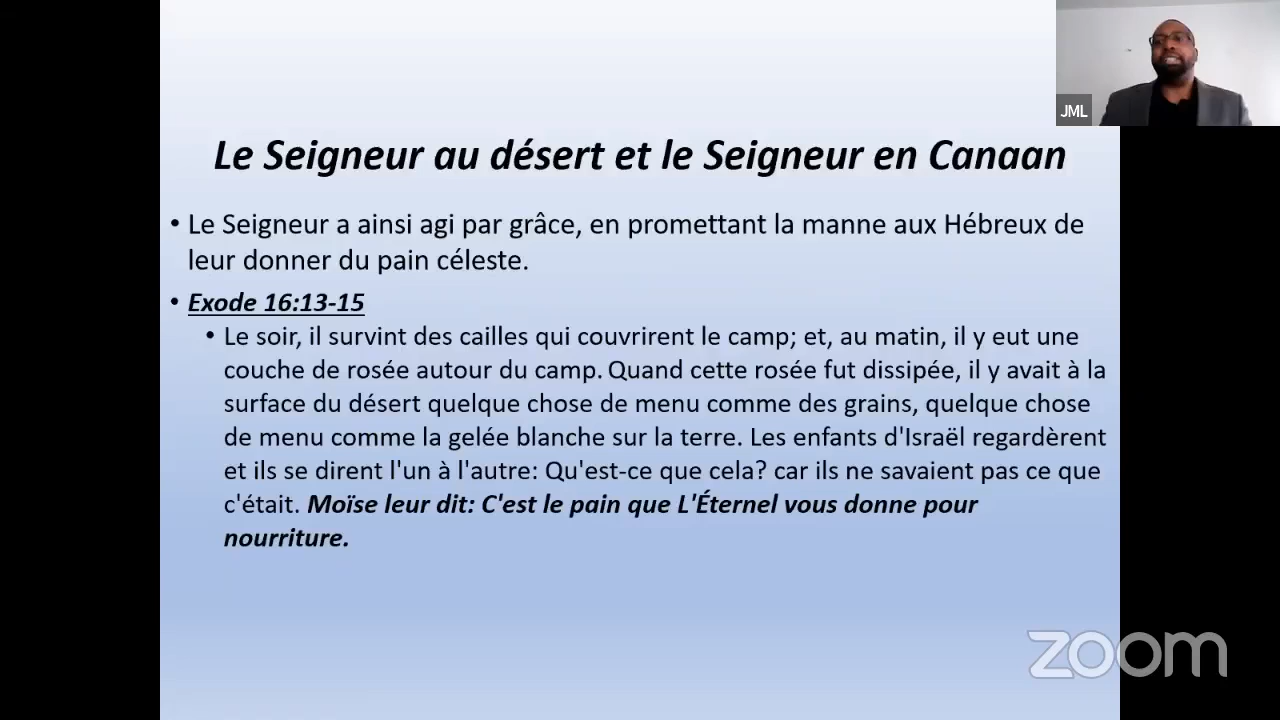 JML
Le Seigneur au désert et le Seigneur en Canaan
• Le Seigneur a ainsi agi par grâce, en promettant la manne aux Hébreux de
leur donner du pain céleste.
• Exode 16:13-15
• Le soir, il survint des cailles qui couvrirent le camp; et, au matin, il y eut une
couche de rosée autour du camp. Quand cette rosée fut dissipée, il y avait à la
surface du désert quelque chose de menu comme des grains, quelque chose
de menu comme la gelée blanche sur la terre. Les enfants d'Israël regardèrent
et ils se dirent l'un à l'autre: Qu'est-ce que cela? car ils ne savaient pas ce que
c'était. Moïse leur dit: C'est le pain que L'Éternel vous donne pour
nourriture.
zoom